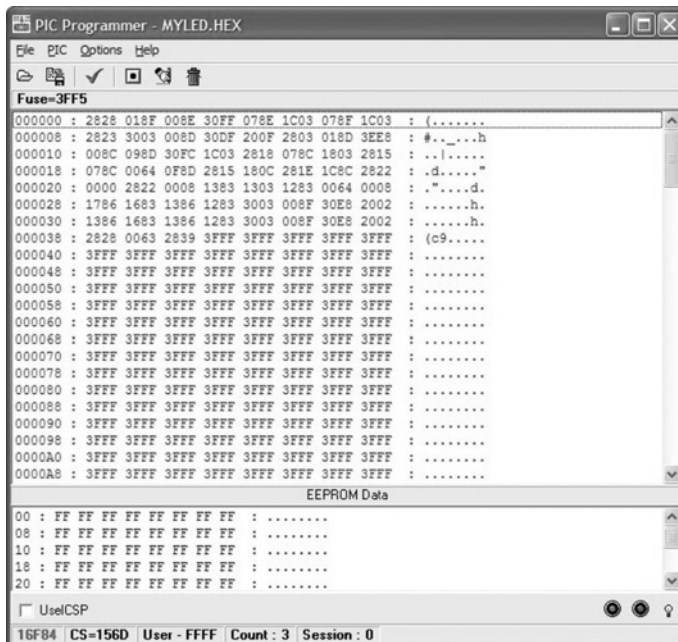 PIC Programmer - MYLED.HEX
File PIC Options Help
Fuse=3FF5
000000 : 2828 018F 008E 30FF 078E 1C03 078F 1C03 : (.......
000008 : 2823 3003 008D 30DF 200F 2803 018D 3EE8 : #.._...h
000010 : 008C 098D 30FC 1C03 2818 078C 1803 2815 : ..|.....
000018 : 078C 0064 0F8D 2815 180C 281E 1C8C 2822 : .d....."
000020 : 0000 2822 0008 1383 1303 1283 0064 0008 : ."....d.
000028 : 1786 1683 1386 1283 3003 008F 30E8 2002 : ......h.
000030 : 1386 1683 1386 1283 3003 008F 30E8 2002 : ......h.
000038 : 2828 0063 2839 3FFF 3FFF 3FFF 3FFF 3FFF : (c9.....
000040 : 3FFF 3FFF 3FFF 3FFF 3FFF 3FFF 3FFF 3FFF : ........
000048 : 3FFF 3FFF 3FFF 3FFF 3FFF 3FFF 3FFF 3FFF : ........
000050 : 3FFF 3FFF 3FFF 3FFF 3FFF 3FFF 3FFF 3FFF : ........
000058 : 3FFF 3FFF 3FFF 3FFF 3FFF 3FFF 3FFF 3FFF : ........
000060 : 3FFF 3FFF 3FFF 3FFF 3FFF 3FFF 3FFF 3FFF : ........
000068 : 3FFF 3FFF 3FFF 3FFF 3FFF 3FFF 3FFF 3FFF : ........
000070 : 3FFF 3FFF 3FFF 3FFF 3FFF 3FFF 3FFF 3FFF : ........
000078 : 3FFF 3FFF 3FFF 3FFF 3FFF 3FFF 3FFF 3FFF : ........
000080 : 3FFF 3FFF 3FFF 3FFF 3FFF 3FFF 3FFF 3FFF : ........
000088 : 3FFF 3FFF 3FFF 3FFF 3FFF 3FFF 3FFF 3FFF : ........
000090 : 3FFF 3FFF 3FFF 3FFF 3FFF 3FFF 3FFF 3FFF : ........
000098 : 3FFF 3FFF 3FFF 3FFF 3FFF 3FFF 3FFF 3FFF : ........
0000A0 : 3FFF 3FFF 3FFF 3FFF 3FFF 3FFF 3FFF 3FFF : ........
0000A8 : 3FFF 3FFF 3FFF 3FFF 3FFF 3FFF 3FFF 3FFF : ........
EEPROM Data
00 : FF FF FF FF FF FF FF FF : ........
08 : FF FF FF FF FF FF FF FF : ........
10 : FF FF FF FF FF FF FF FF : ........
18 : FF FF FF FF FF FF FF FF : ........
20 : FF FF FF FF FF FF FF FF : ........
UseICSP
16F84 CS=156D User - FFFF Count : 3 Session : 0